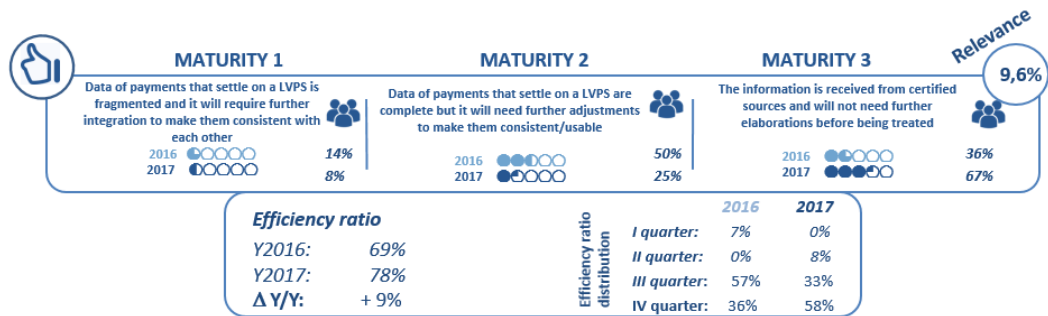 MATURITY 1
Data of payments that settle on a LVPS is
fragmented and it will require further
integration to make them consistent with
each other
2016 14%
2017 8%
MATURITY 2
Data of payments that settle on a LVPS are
complete but it will need further adjustments
to make them consistent/usable
2016 50%
2017 25%
MATURITY 3
The information is received from certified
sources and will not need further
elaborations before being treated
2016 36%
2017 67%
Relevance
9,6%
Efficiency ratio
Y2016: 69%
Y2017: 78%
Δ Y/Y: + 9%
Efficiency ratio
distribution
2016 2017
I quarter: 7% 0%
II quarter: 0% 8%
III quarter: 57% 33%
IV quarter: 36% 58%